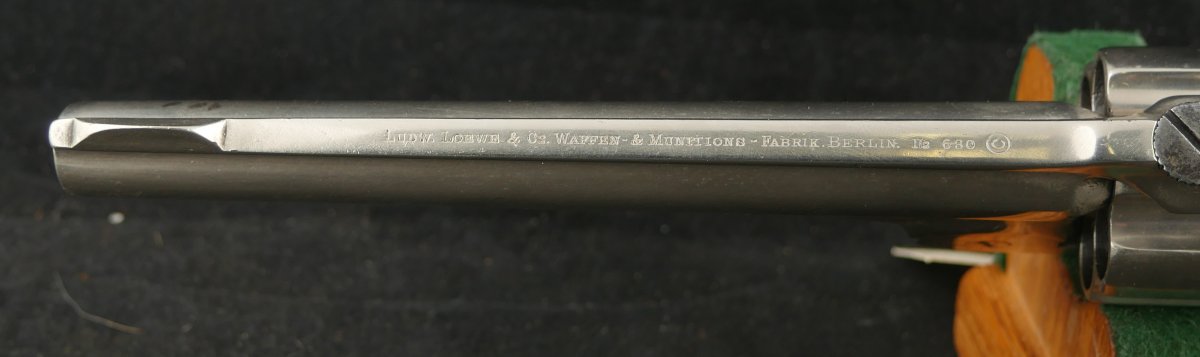 LUDW. LOEWE & Co. WAFFEN-& MUNITIONS-FABRIK. BERLIN. No 680 ©